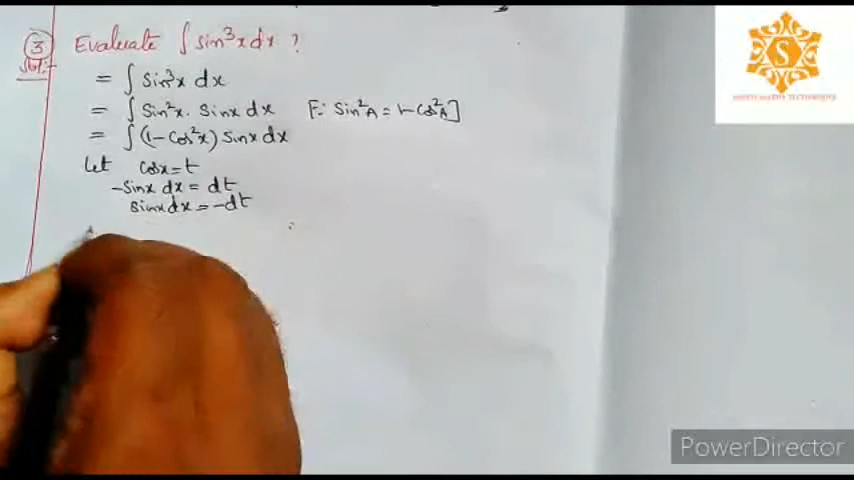 3 Evaluate ∫ sin³x dx ?
Sol:-
= ∫ Sin³x dx
= ∫ Sin²x. Sinx dx [∵ Sin²A = 1-Cos²A]
= ∫ (1-Cos²x) Sinx dx
Let Cosx = t
-Sinx dx = dt
Sinx dx = -dt
S
PowerDirector